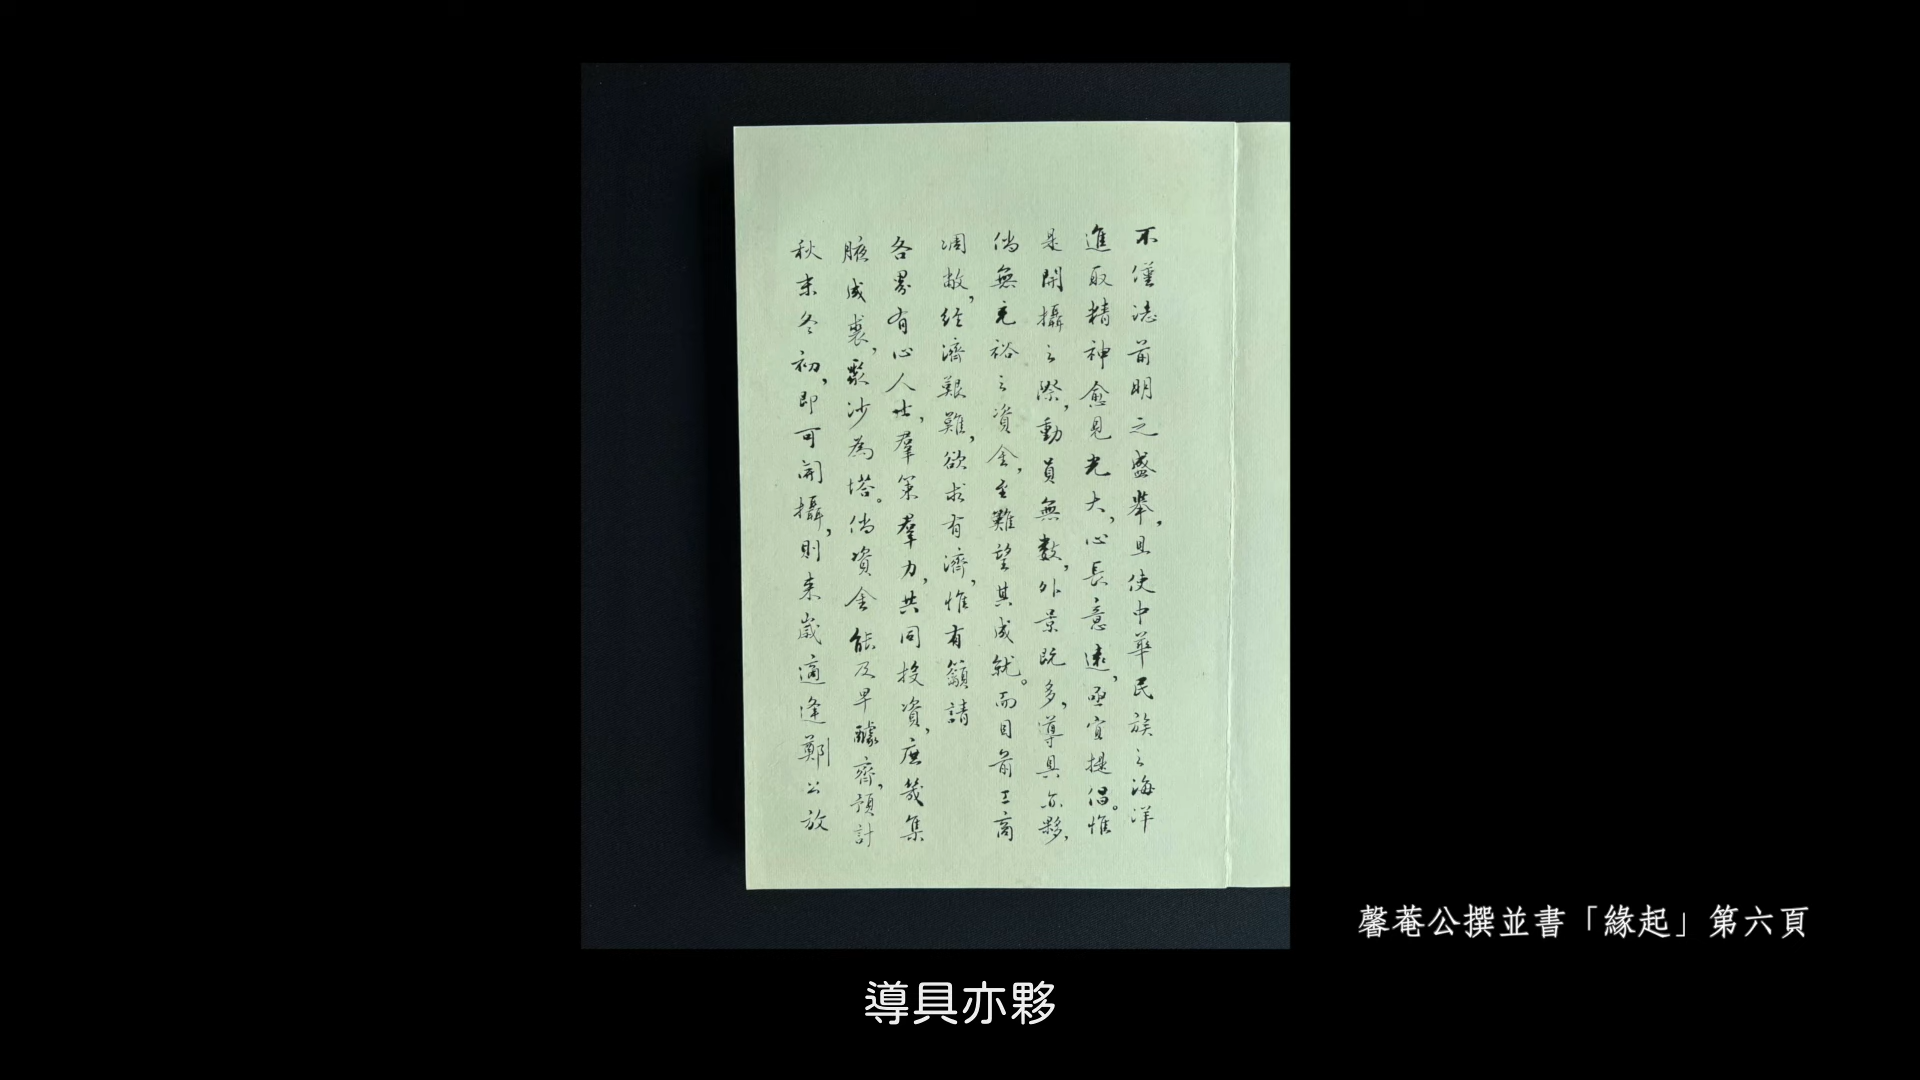 不僅誌前明之盛舉，且使中華民族之海洋
進取精神愈見光大，心長意遠，亟宜提倡。惟
是開攝之際，動員無數，外景既多，導具亦夥，
倘無充裕之資金，至難望其成就。而目前工商
凋敝，經濟艱難，欲求有濟，惟有籲請
各界有心人士，羣策羣力，共同投資，庶幾集
腋成裘，聚沙為塔。倘資金能及早醵齊，預計
秋末冬初，即可開攝，則來歲適逢鄭公放
馨菴公撰並書「緣起」第六頁
導具亦夥